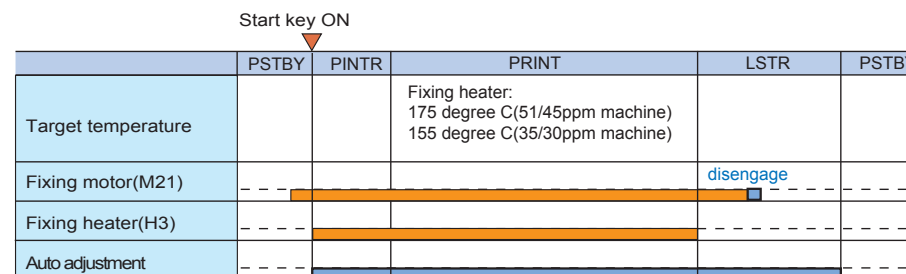 Start key ON
PSTBY PINTR PRINT LSTR PSTB
Fixing heater:
175 degree C(51/45ppm machine)
155 degree C(35/30ppm machine)
Target temperature
disengage
Fixing motor(M21)
Fixing heater(H3)
Auto adjustment